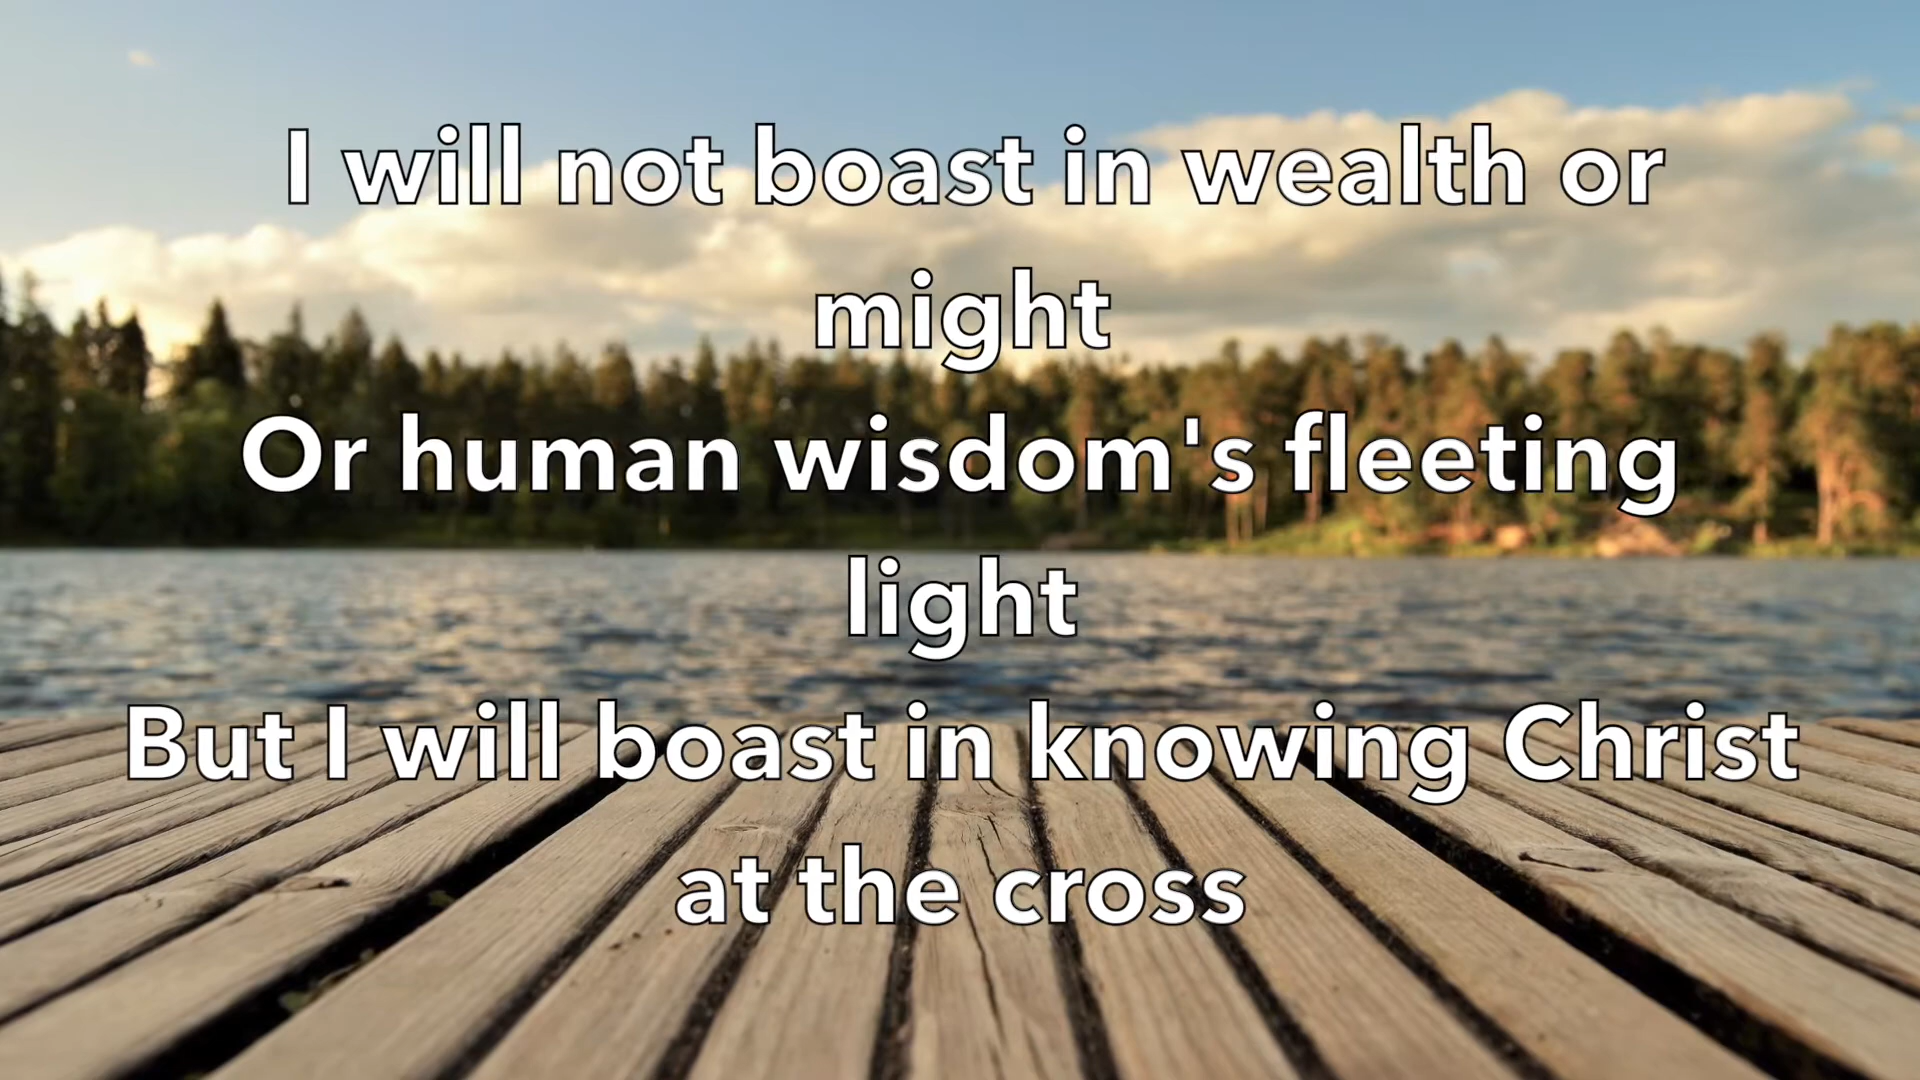 I will not boast in wealth or
might
Or human wisdom's fleeting
light
But I will boast in knowing Christ
at the cross